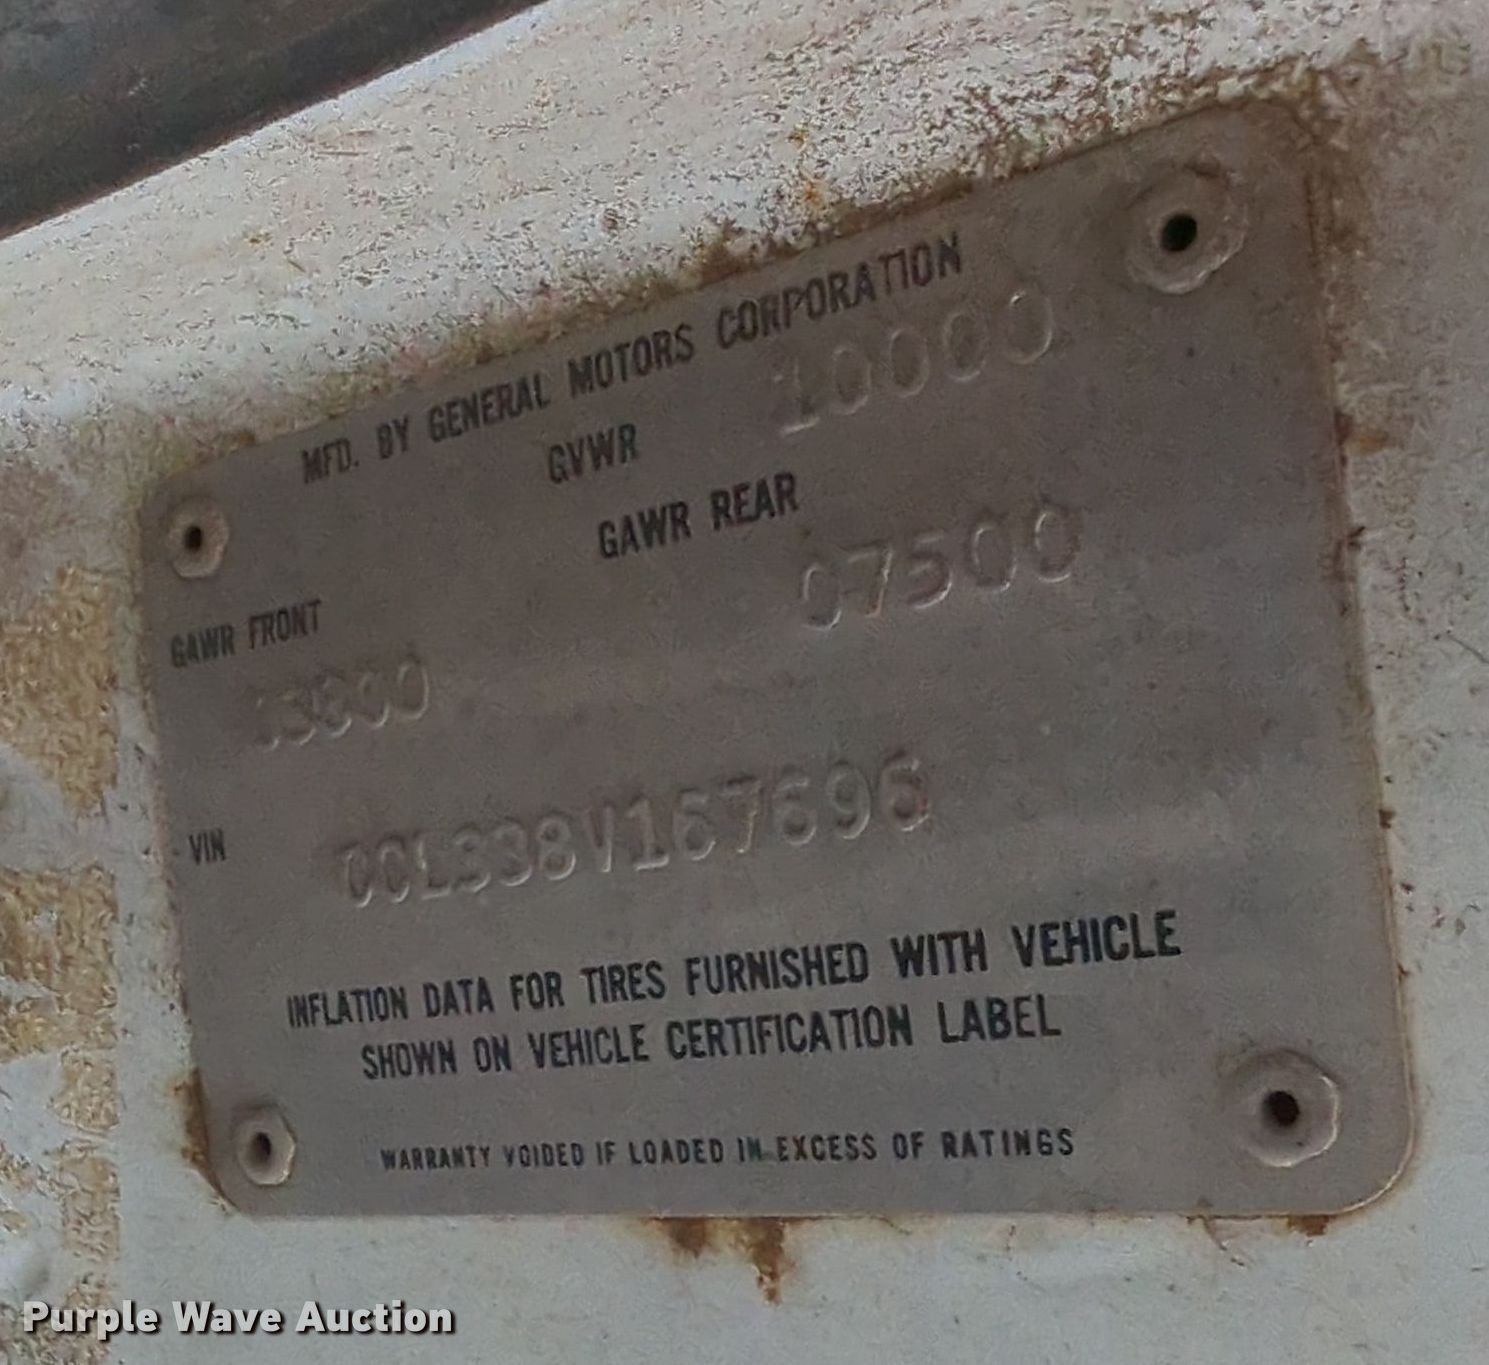 MFD. BY GENERAL MOTORS CORPORATION
GVWR 10000
GAWR REAR
07500
GAWR FRONT
VIN CCL338V167696
INFLATION DATA FOR TIRES FURNISHED WITH VEHICLE
SHOWN ON VEHICLE CERTIFICATION LABEL
WARRANTY VOIDED IF LOADED IN EXCESS OF RATINGS
Purple Wave Auction